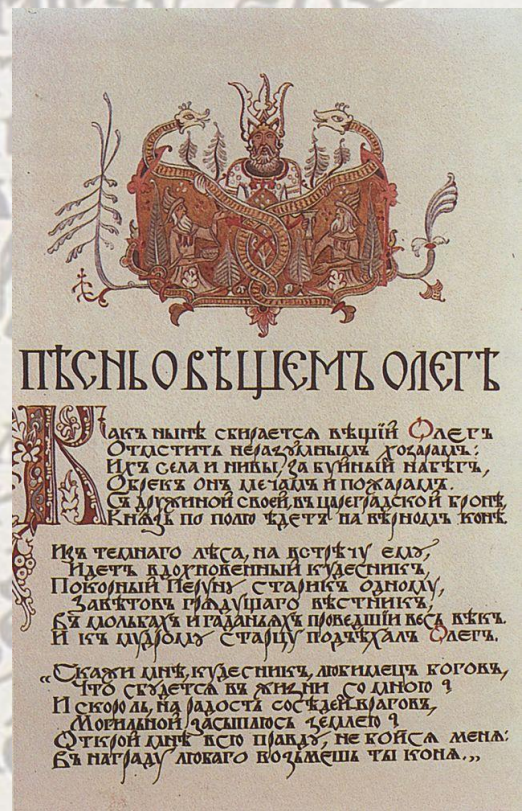 ПѢСНЬ О ВѢЩЕМЪ ОЛЕГѢ
Какъ нынѣ сбирается вѣщій Олегъ
Отмстить неразумнымъ хозарамъ:
Ихъ села и нивы, за буйный набѣгъ,
Обрекъ онъ мечамъ и пожарамъ.
Съ дружиной своей, въ цареградской бронѣ,
Князь по полю ѣдетъ на вѣрномъ конѣ.
Изъ темнаго лѣса, на встрѣчу ему,
Идетъ вдохновенный кудесникъ,
Покорный Перуну старикъ одному,
Завѣтовъ грядущаго вѣстникъ,
Въ мольбахъ и гаданьяхъ проведшій весь вѣкъ.
И къ мудрому старцу подъѣхалъ Олегъ.
„Скажи мнѣ, кудесникъ, любимецъ боговъ,
Что сбудется въ жизни со мною?
И скоро ль, на радость сосѣдей враговъ,
Могильной засыплюсь землею?
Открой мнѣ всю правду, не бойся меня:
Въ награду любаго возьмешь ты коня.„